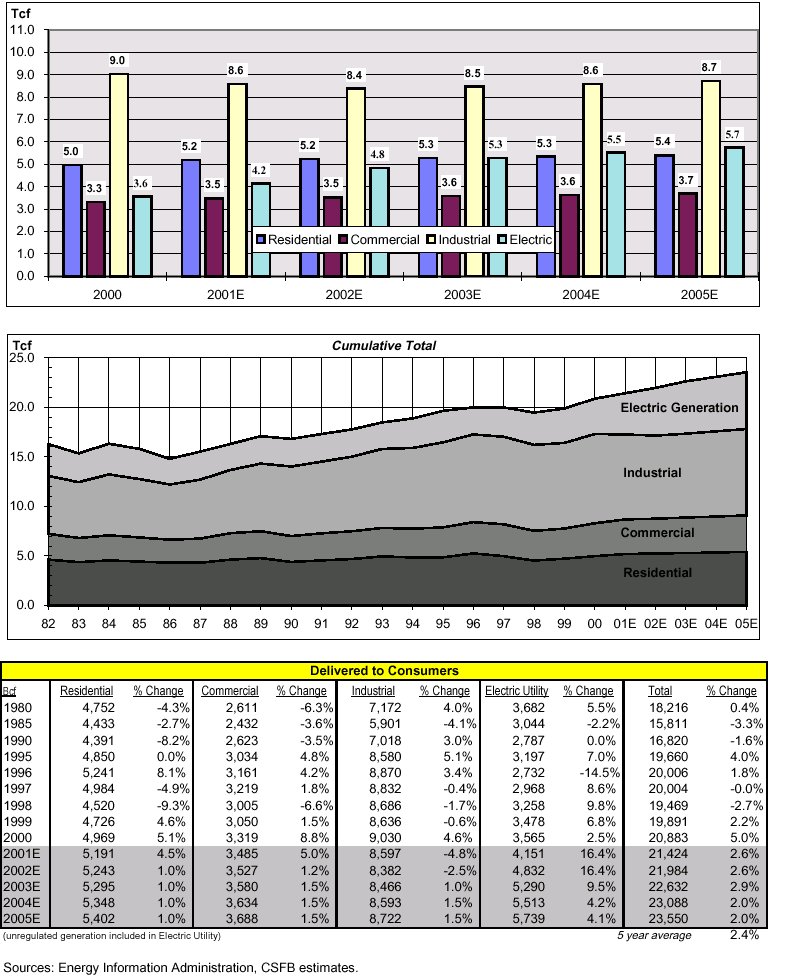 Tcf
11.0
10.0
9.0
8.0
7.0
6.0
5.0
4.0
3.0
2.0
1.0
0.0
5.0 3.3 9.0 3.6
5.2 3.5 8.6 4.2
5.2 3.5 8.4 4.8
5.3 3.6 8.5 5.3
5.3 3.6 8.6 5.5
5.4 3.7 8.7 5.7
Residential Commercial Industrial Electric
2000 2001E 2002E 2003E 2004E 2005E
Tcf Cumulative Total
25.0
20.0
15.0
10.0
5.0
0.0
Electric Generation
Industrial
Commercial
Residential
82 83 84 85 86 87 88 89 90 91 92 93 94 95 96 97 98 99 00 01E 02E 03E 04E 05E
Delivered to Consumers
Bcf Residential % Change Commercial % Change Industrial % Change Electric Utility % Change Total % Change
1980 4,752 -4.3% 2,611 -6.3% 7,172 4.0% 3,682 5.5% 18,216 0.4%
1985 4,433 -2.7% 2,432 -3.6% 5,901 -4.1% 3,044 -2.2% 15,811 -3.3%
1990 4,391 -8.2% 2,623 -3.5% 7,018 3.0% 2,787 0.0% 16,820 -1.6%
1995 4,850 0.0% 3,034 4.8% 8,580 5.1% 3,197 7.0% 19,660 4.0%
1996 5,241 8.1% 3,161 4.2% 8,870 3.4% 2,732 -14.5% 20,006 1.8%
1997 4,984 -4.9% 3,219 1.8% 8,832 -0.4% 2,968 8.6% 20,004 -0.0%
1998 4,520 -9.3% 3,005 -6.6% 8,686 -1.7% 3,258 9.8% 19,469 -2.7%
1999 4,726 4.6% 3,050 1.5% 8,636 -0.6% 3,478 6.8% 19,891 2.2%
2000 4,969 5.1% 3,319 8.8% 9,030 4.6% 3,565 2.5% 20,883 5.0%
2001E 5,191 4.5% 3,485 5.0% 8,597 -4.8% 4,151 16.4% 21,424 2.6%
2002E 5,243 1.0% 3,527 1.2% 8,382 -2.5% 4,832 16.4% 21,984 2.6%
2003E 5,295 1.0% 3,580 1.5% 8,466 1.0% 5,290 9.5% 22,632 2.9%
2004E 5,348 1.0% 3,634 1.5% 8,593 1.5% 5,513 4.2% 23,088 2.0%
2005E 5,402 1.0% 3,688 1.5% 8,722 1.5% 5,739 4.1% 23,550 2.0%
(unregulated generation included in Electric Utility) 5 year average 2.4%
Sources: Energy Information Administration, CSFB estimates.